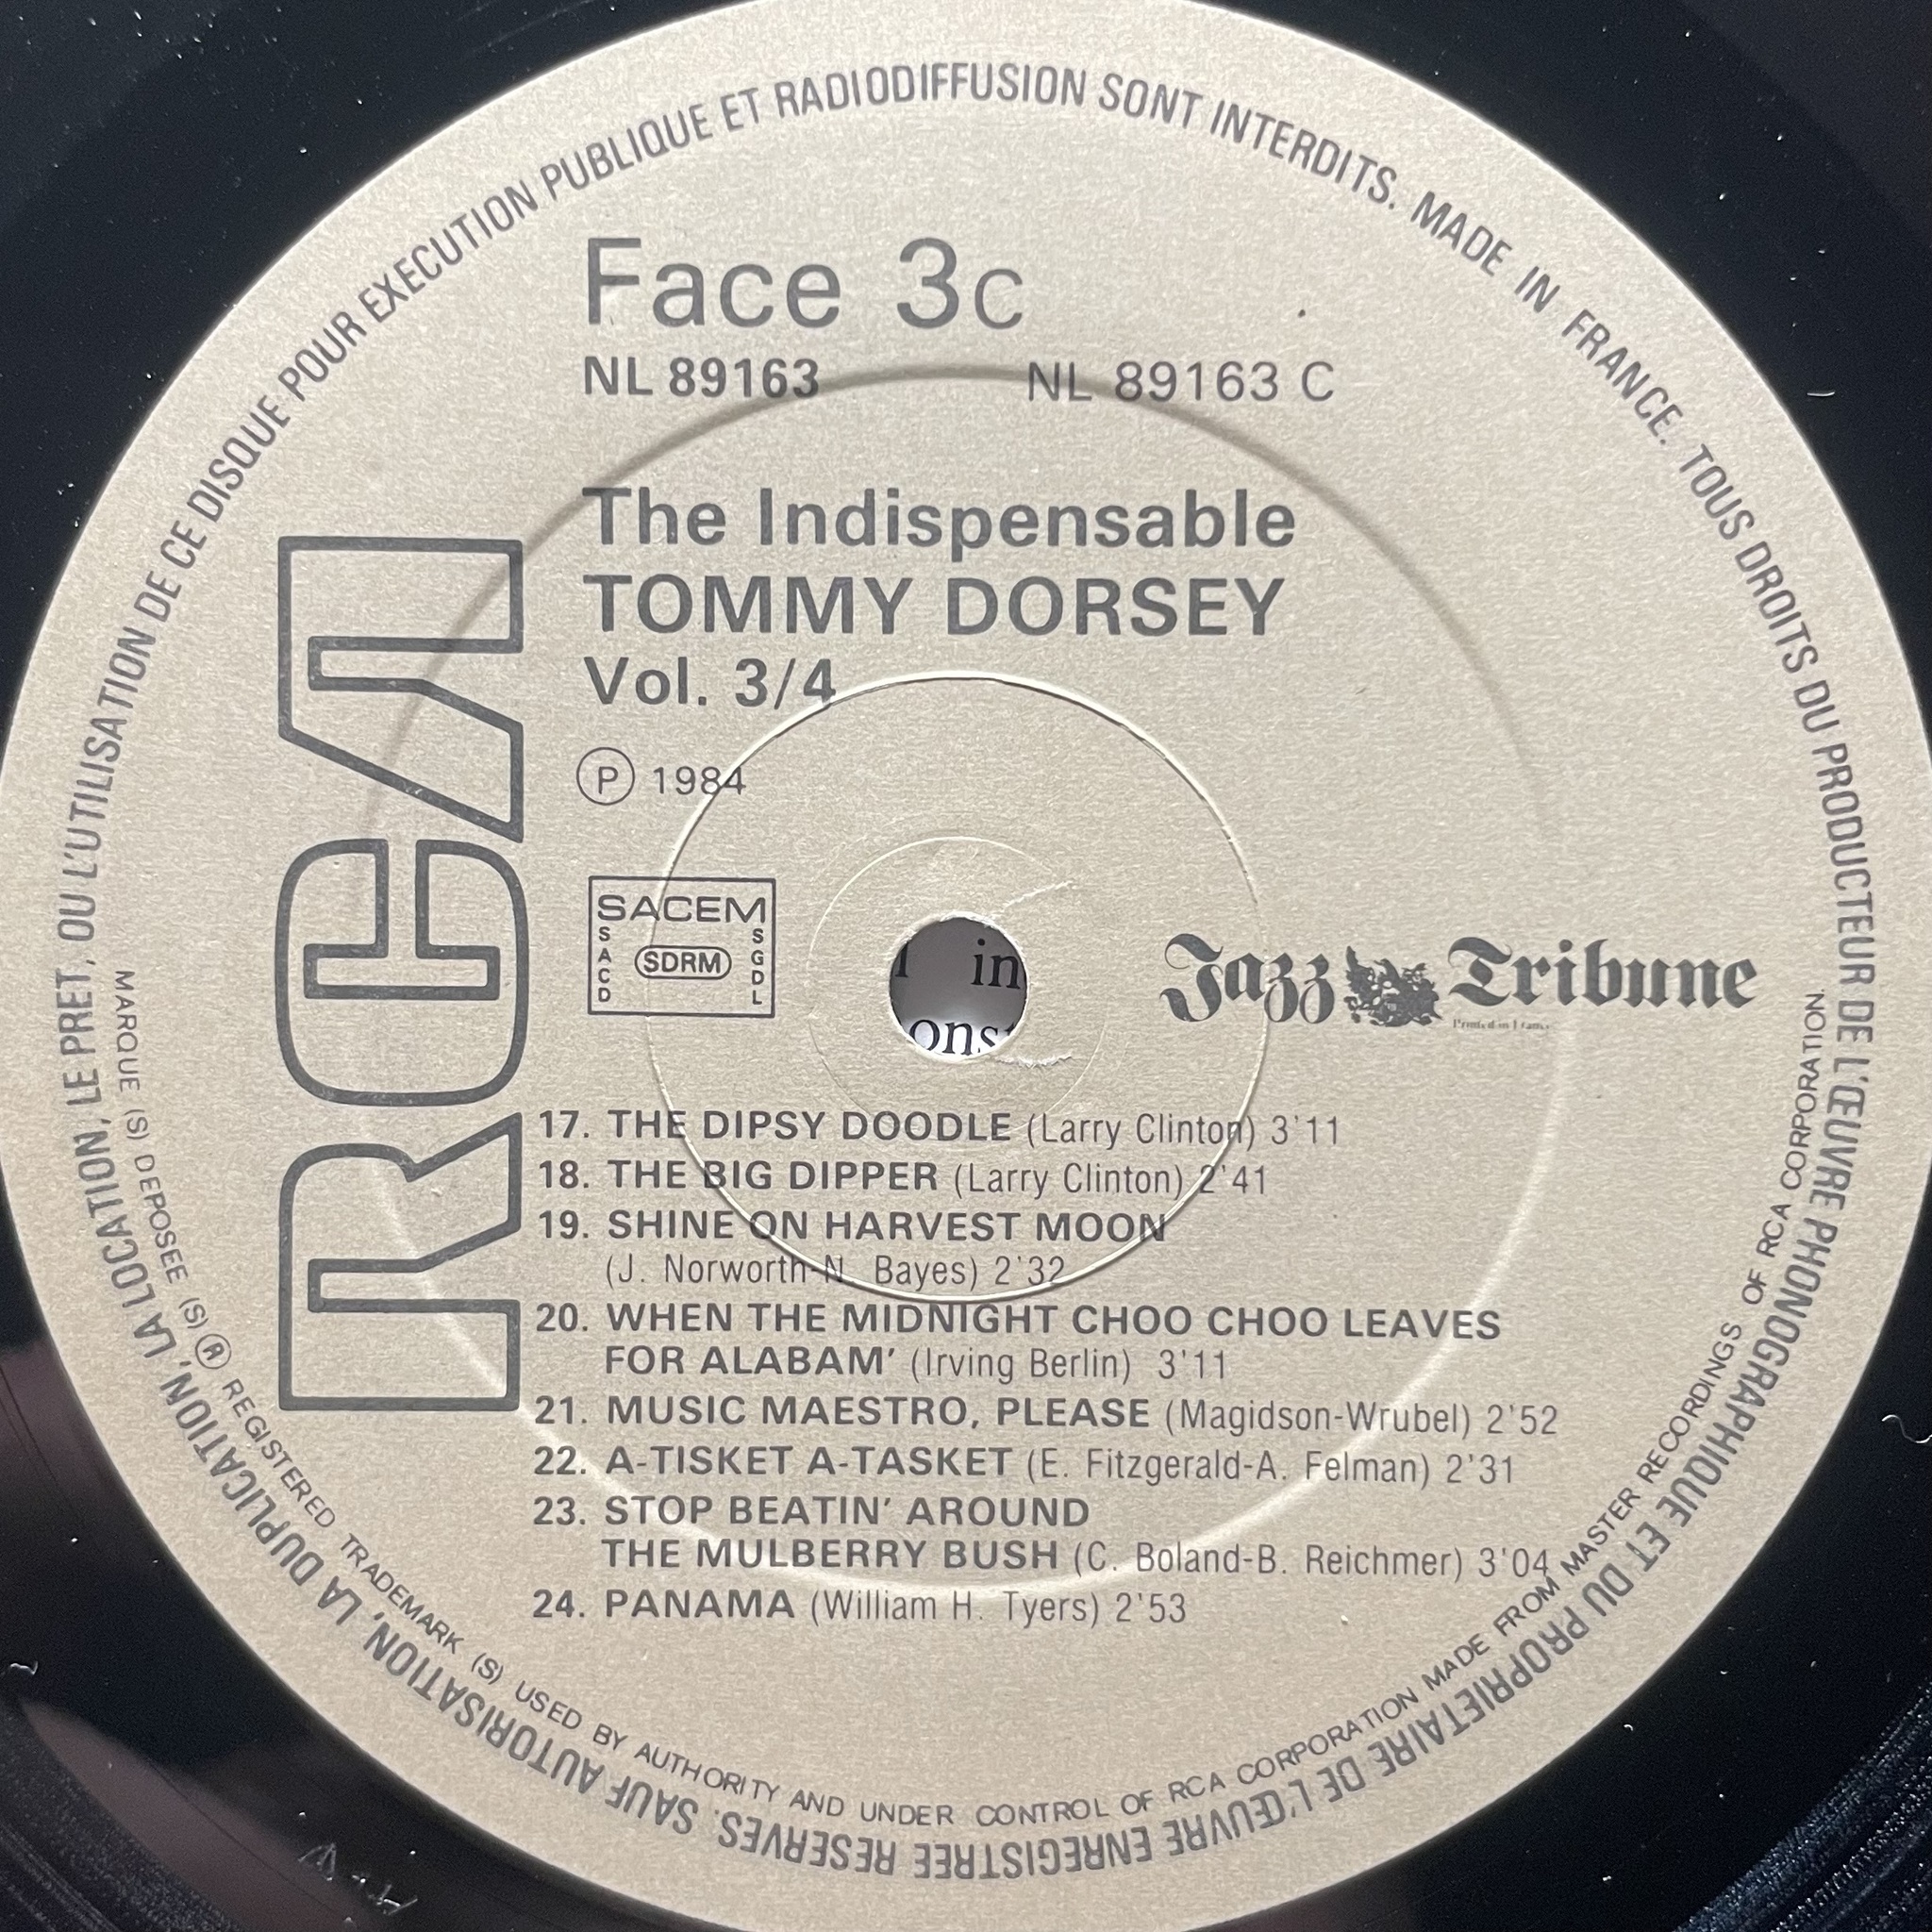 Face 3C
NL 89163 NL 89163 C
The Indispensable
TOMMY DORSEY
Vol. 3/4
Ⓟ 1984
RCA
SACEM
SACD
SDRM
SGDL
in
ons
Jazz Tribune
Printed in France
17. THE DIPSY DOODLE (Larry Clinton) 3'11
18. THE BIG DIPPER (Larry Clinton) 2'41
19. SHINE ON HARVEST MOON
(J. Norworth-N. Bayes) 2'32
20. WHEN THE MIDNIGHT CHOO CHOO LEAVES
FOR ALABAM' (Irving Berlin) 3'11
21. MUSIC MAESTRO, PLEASE (Magidson-Wrubel) 2'52
22. A-TISKET A-TASKET (E. Fitzgerald-A. Felman) 2'31
23. STOP BEATIN' AROUND
THE MULBERRY BUSH (C. Boland-B. Reichmer) 3'04
24. PANAMA (William H. Tyers) 2'53
MADE IN FRANCE. TOUS DROITS DU PRODUCTEUR DE L'ŒUVRE PHONOGRAPHIQUE ET DU PROPRIETAIRE DE L'ŒUVRE ENREGISTREE RESERVES. SAUF AUTORISATION, LA DUPLICATION, LA LOCATION, LE PRET, OU L'UTILISATION DE CE DISQUE POUR EXECUTION PUBLIQUE ET RADIODIFFUSION SONT INTERDITS.
MARQUE (S) DEPOSEE (S) ® REGISTERED TRADEMARK (S) USED BY AUTHORITY AND UNDER CONTROL OF RCA CORPORATION MADE FROM MASTER RECORDINGS OF RCA CORPORATION.